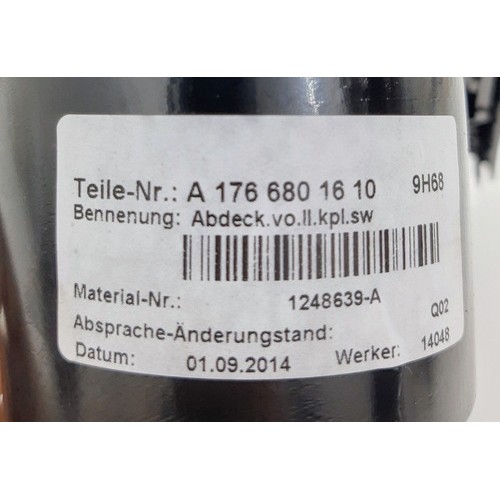 Teile-Nr.: A 176 680 16 10 9H68
Bennenung: Abdeck.vo.ll.kpl.sw
Material-Nr.: 1248639-A
Absprache-Änderungstand: Q02
Datum: 01.09.2014 Werker: 14048